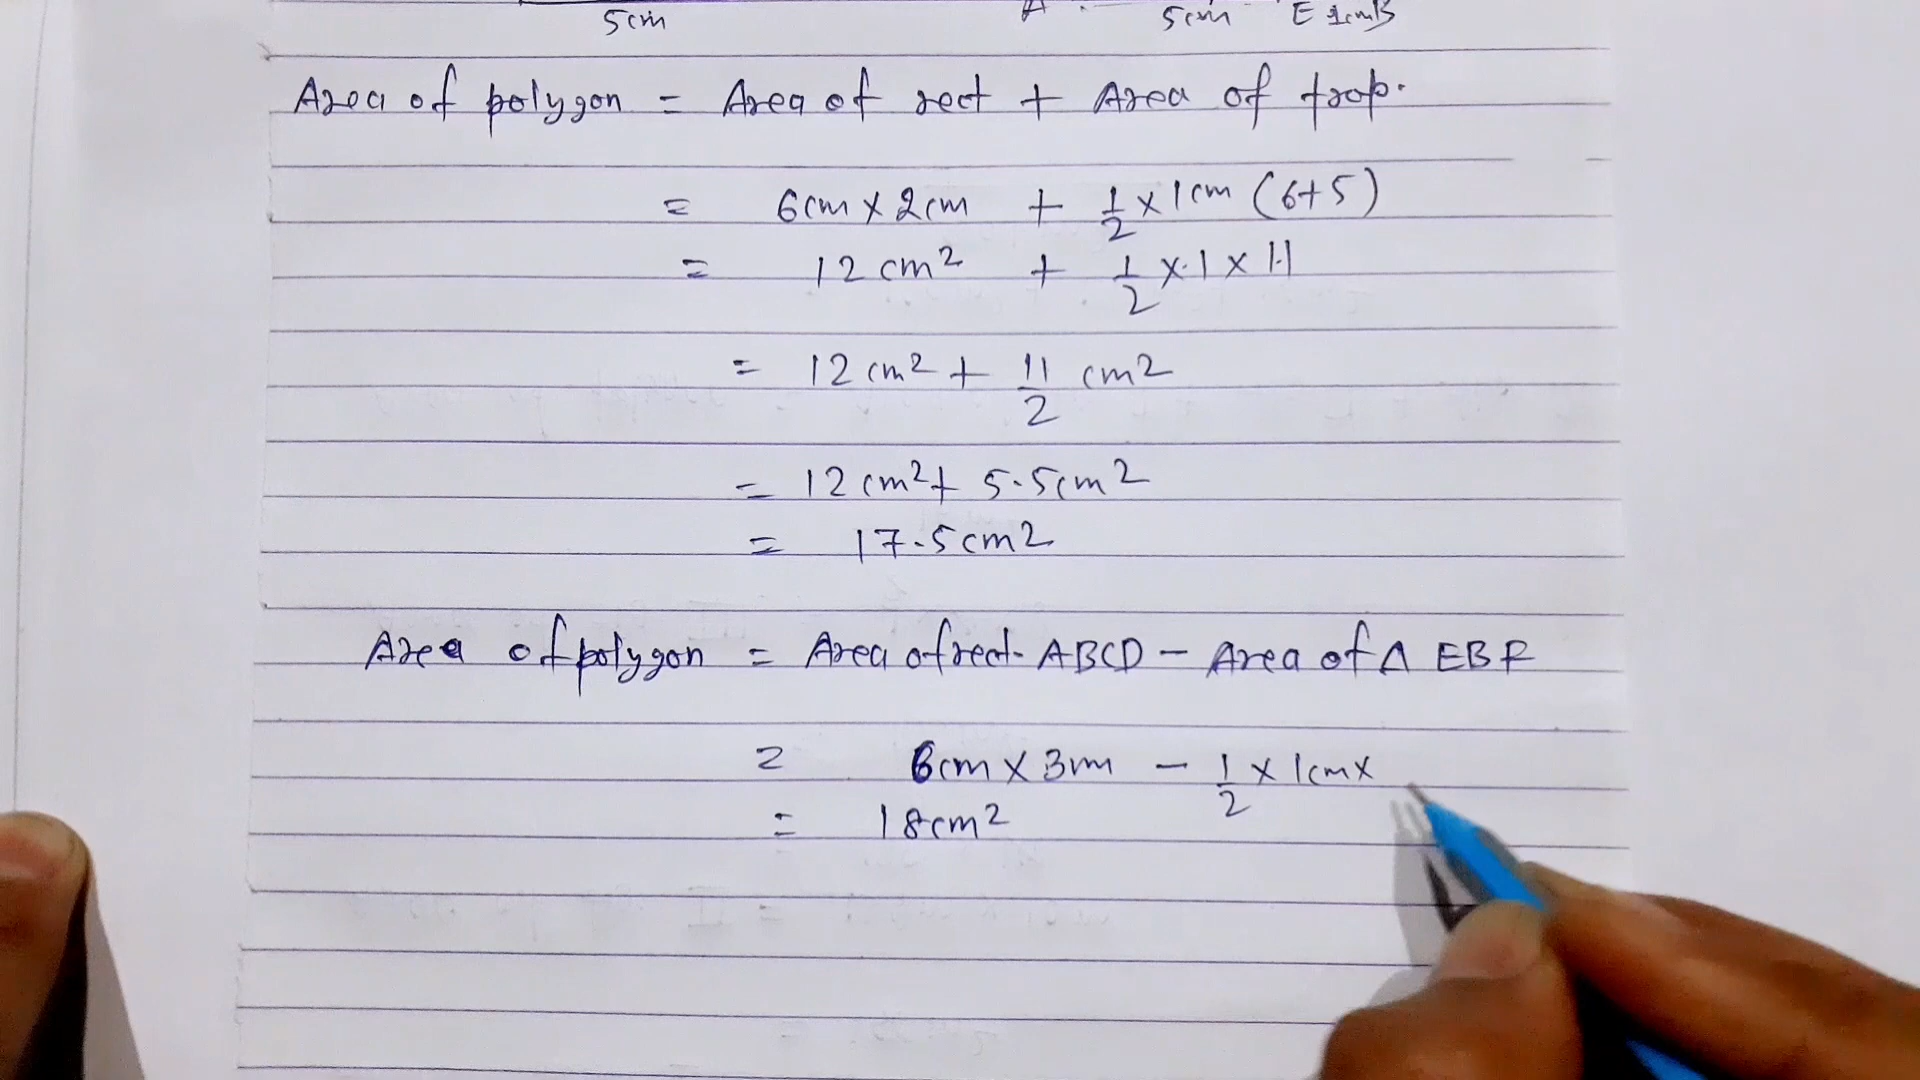 5cm A 5cm E 1cm B
Area of polygon = Area of rect + Area of trap.
= 6cm × 2cm + 1/2 × 1cm (6+5)
= 12 cm² + 1/2 × 1 × 11
= 12 cm² + 11/2 cm²
= 12 cm² + 5.5cm²
= 17.5cm²
Area of polygon = Area of rect. ABCD - Area of Δ EBF
= 6cm × 3cm - 1/2 × 1cm ×
= 18cm²